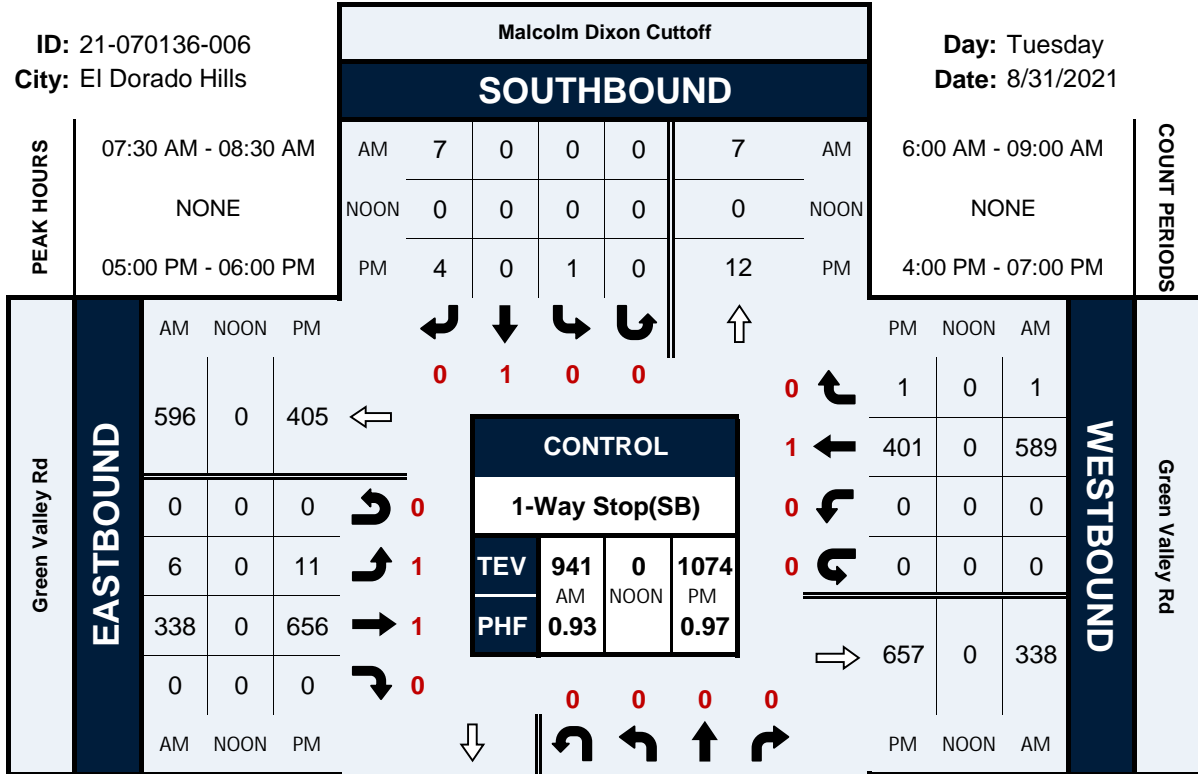 ID: 21-070136-006
City: El Dorado Hills
Malcolm Dixon Cuttoff
SOUTHBOUND
Day: Tuesday
Date: 8/31/2021
PEAK HOURS
07:30 AM - 08:30 AM
NONE
05:00 PM - 06:00 PM
AM 7 0 0 0 7 AM
NOON 0 0 0 0 0 NOON
PM 4 0 1 0 12 PM
6:00 AM - 09:00 AM
NONE
4:00 PM - 07:00 PM
COUNT PERIODS
0 1 0 0
Green Valley Rd
EASTBOUND
AM NOON PM
596 0 405
0 0 0 0
6 0 11 1
338 0 656 1
0 0 0 0
AM NOON PM
CONTROL
1-Way Stop(SB)
TEV 941 0 1074
AM NOON PM
PHF 0.93 0.97
PM NOON AM
0 1 0 1
1 401 0 589
0 0 0 0
0 0 0 0
657 0 338
PM NOON AM
WESTBOUND
Green Valley Rd
0 0 0 0